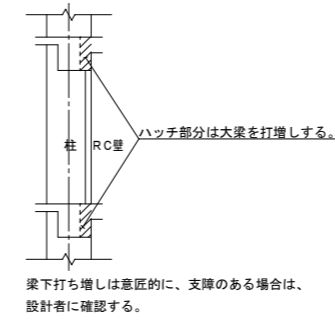 ハッチ部分は大梁を打増しする。
柱 RC壁
梁下打ち増しは意匠的に、支障のある場合は、
設計者に確認する。